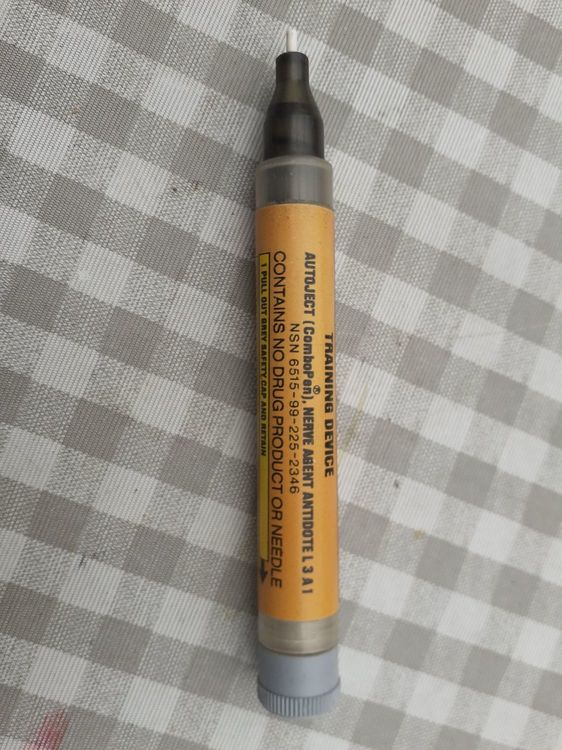 TRAINING DEVICE
AUTOJECT (ComboPen®), NERVE AGENT ANTIDOTE L 3 A 1
NSN 6515-99-225-2346
CONTAINS NO DRUG PRODUCT OR NEEDLE
1 PULL OUT GREY SAFETY CAP AND RETAIN